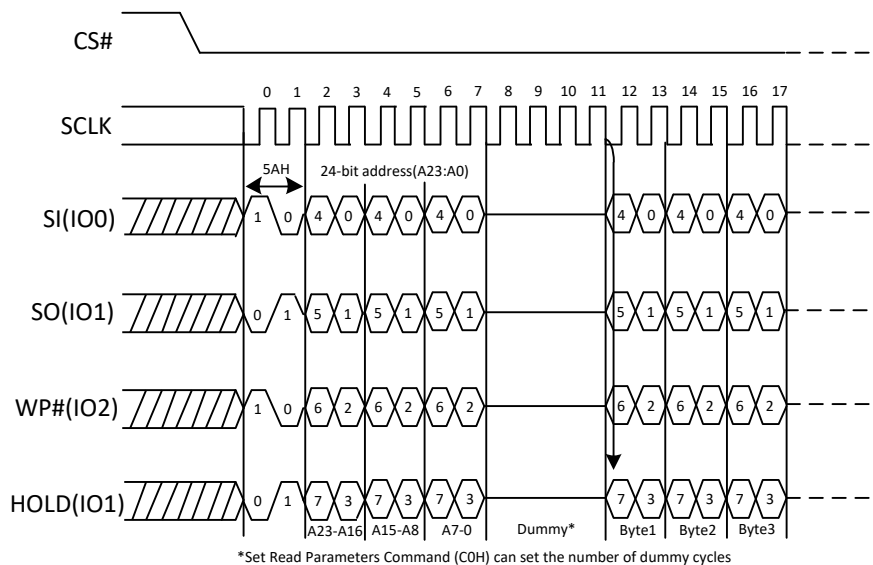 CS#
0 1 2 3 4 5 6 7 8 9 10 11 12 13 14 15 16 17
SCLK
5AH 24-bit address(A23:A0)
SI(IO0) 1 0 4 0 4 0 4 0 4 0 4 0 4 0
SO(IO1) 0 1 5 1 5 1 5 1 5 1 5 1 5 1
WP#(IO2) 1 0 6 2 6 2 6 2 6 2 6 2 6 2
HOLD(IO1) 0 1 7 3 7 3 7 3 7 3 7 3 7 3
A23-A16 A15-A8 A7-0 Dummy* Byte1 Byte2 Byte3
*Set Read Parameters Command (C0H) can set the number of dummy cycles